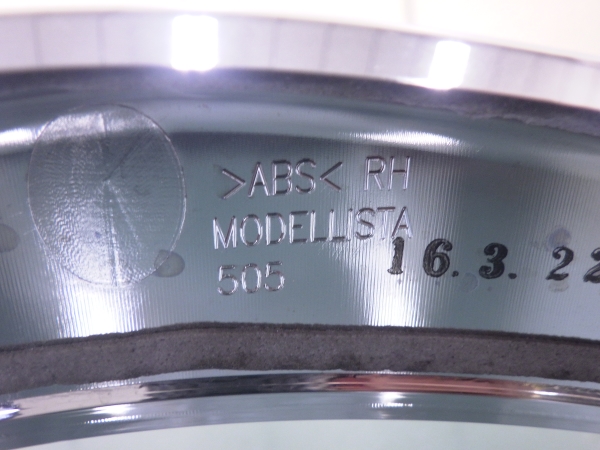 >ABS< RH
MODELLISTA
505
16.3.22